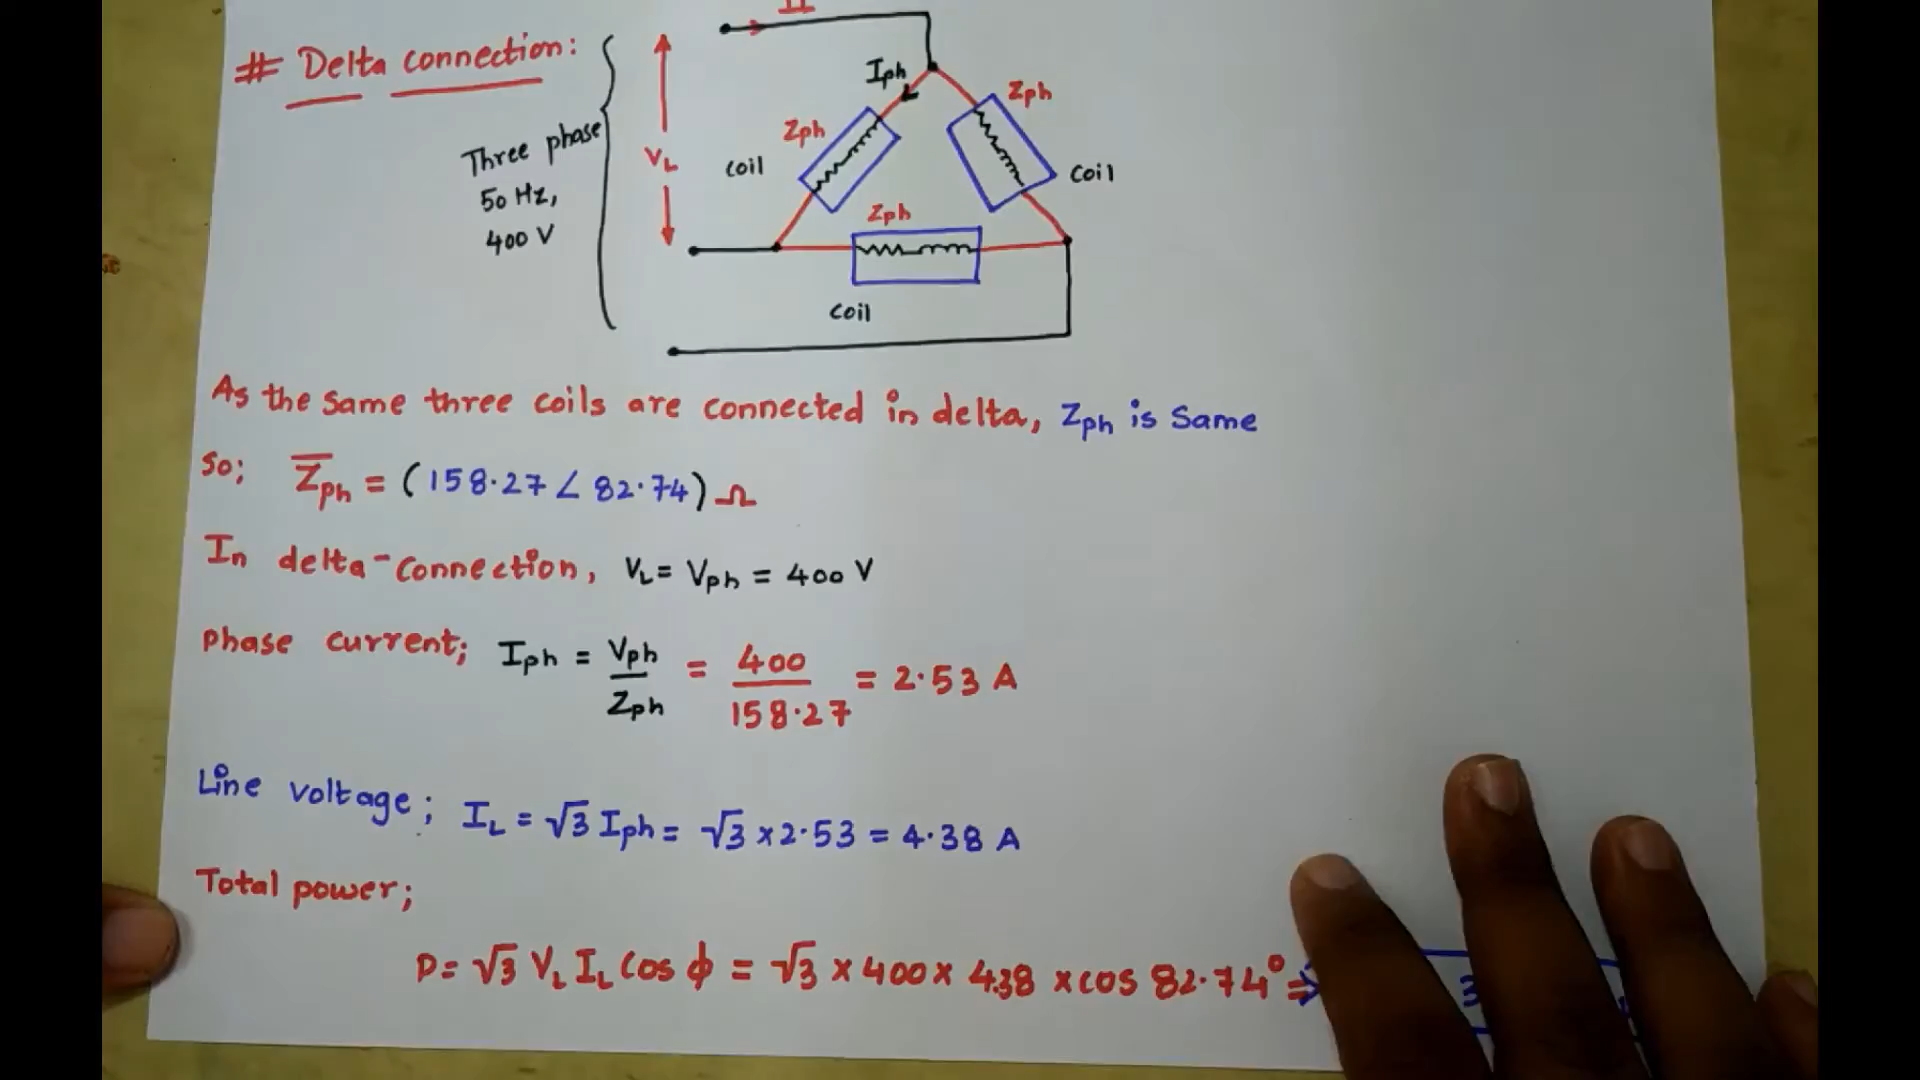 # Delta connection:
Three phase
50 Hz,
400 V
VL
Iph
Zph
coil
Zph
coil
Zph
coil
As the same three coils are connected in delta, Zph is same
So; Z̅ph = (158.27 ∠ 82.74) Ω
In delta-connection, VL = Vph = 400 V
Phase current; Iph = Vph/Zph = 400/158.27 = 2.53 A
Line voltage; IL = √3 Iph = √3 × 2.53 = 4.38 A
Total power;
P = √3 VL IL Cos ϕ = √3 × 400 × 4.38 × cos 82.74° =